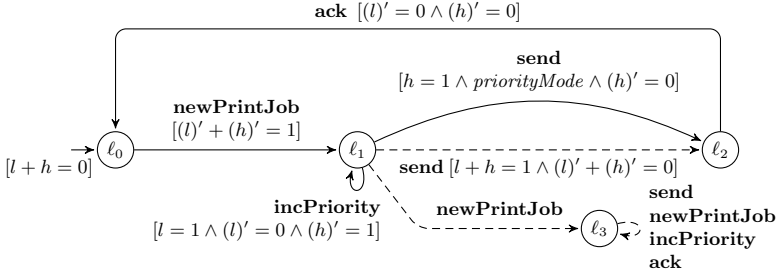 ack [(l)′ = 0 ∧ (h)′ = 0]
send
[h = 1 ∧ priorityMode ∧ (h)′ = 0]
newPrintJob
[(l)′ + (h)′ = 1]
ℓ0
ℓ1
ℓ2
[l + h = 0]
send [l + h = 1 ∧ (l)′ + (h)′ = 0]
incPriority
[l = 1 ∧ (l)′ = 0 ∧ (h)′ = 1]
newPrintJob
ℓ3
send
newPrintJob
incPriority
ack